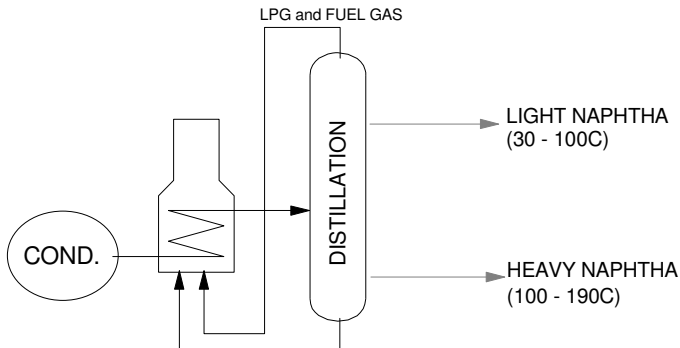 LPG and FUEL GAS
LIGHT NAPHTHA
(30 - 100C)
DISTILLATION
COND.
HEAVY NAPHTHA
(100 - 190C)